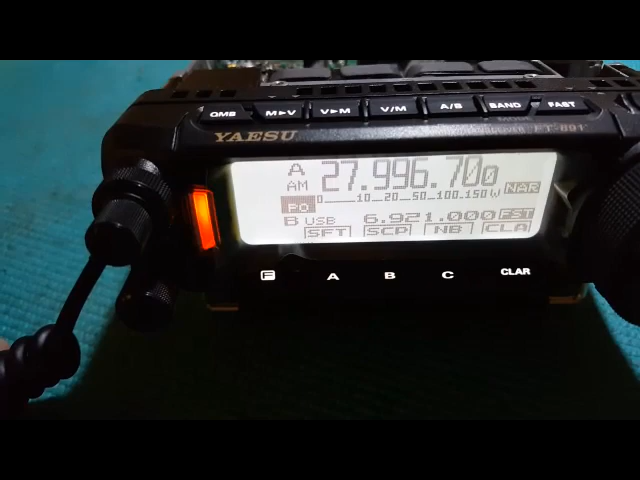 QMB M►V V►M V/M A/B BAND FAST
YAESU FT-891
A 27.996.700
AM NAR
PO 0 10 20 50 100 150 W
B USB 6.921.000 FST
SFT SCP NB CLA
F A B C CLAR